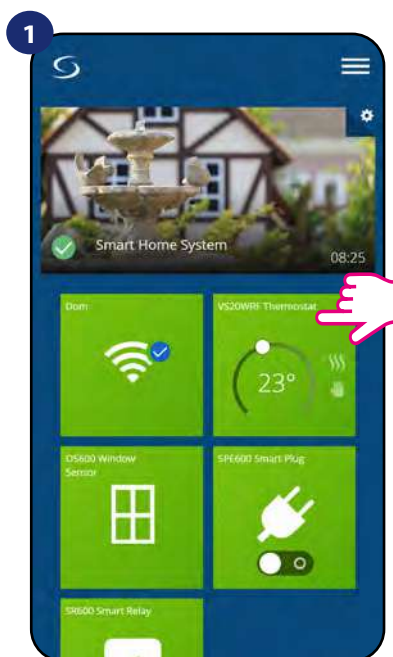 1
Smart Home System
08:25
Dom
VS20WRF Thermostat
23°
OS600 Window
Sensor
SPE600 Smart Plug
SR600 Smart Relay